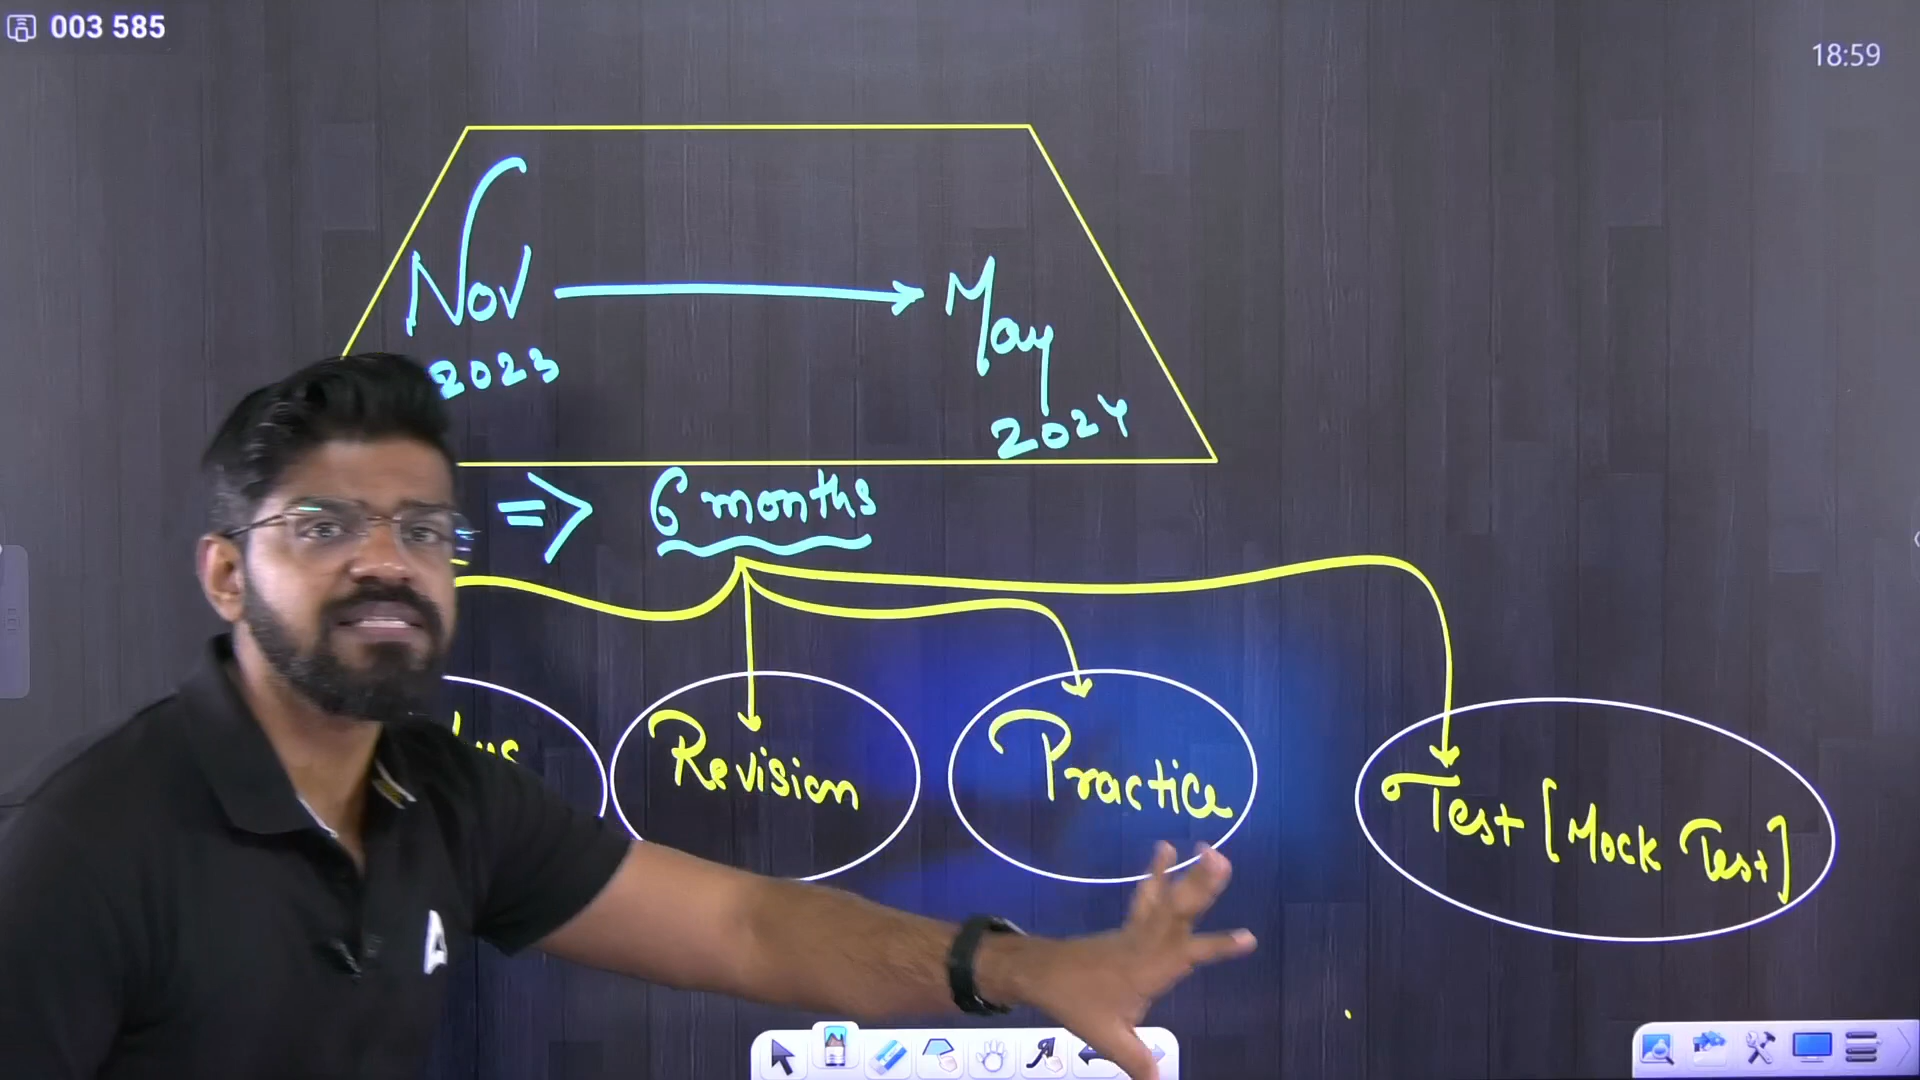 003 585
18:59
Nov
2023
May
2024
=> 6 months
Revision
Practice
Test [Mock Test]